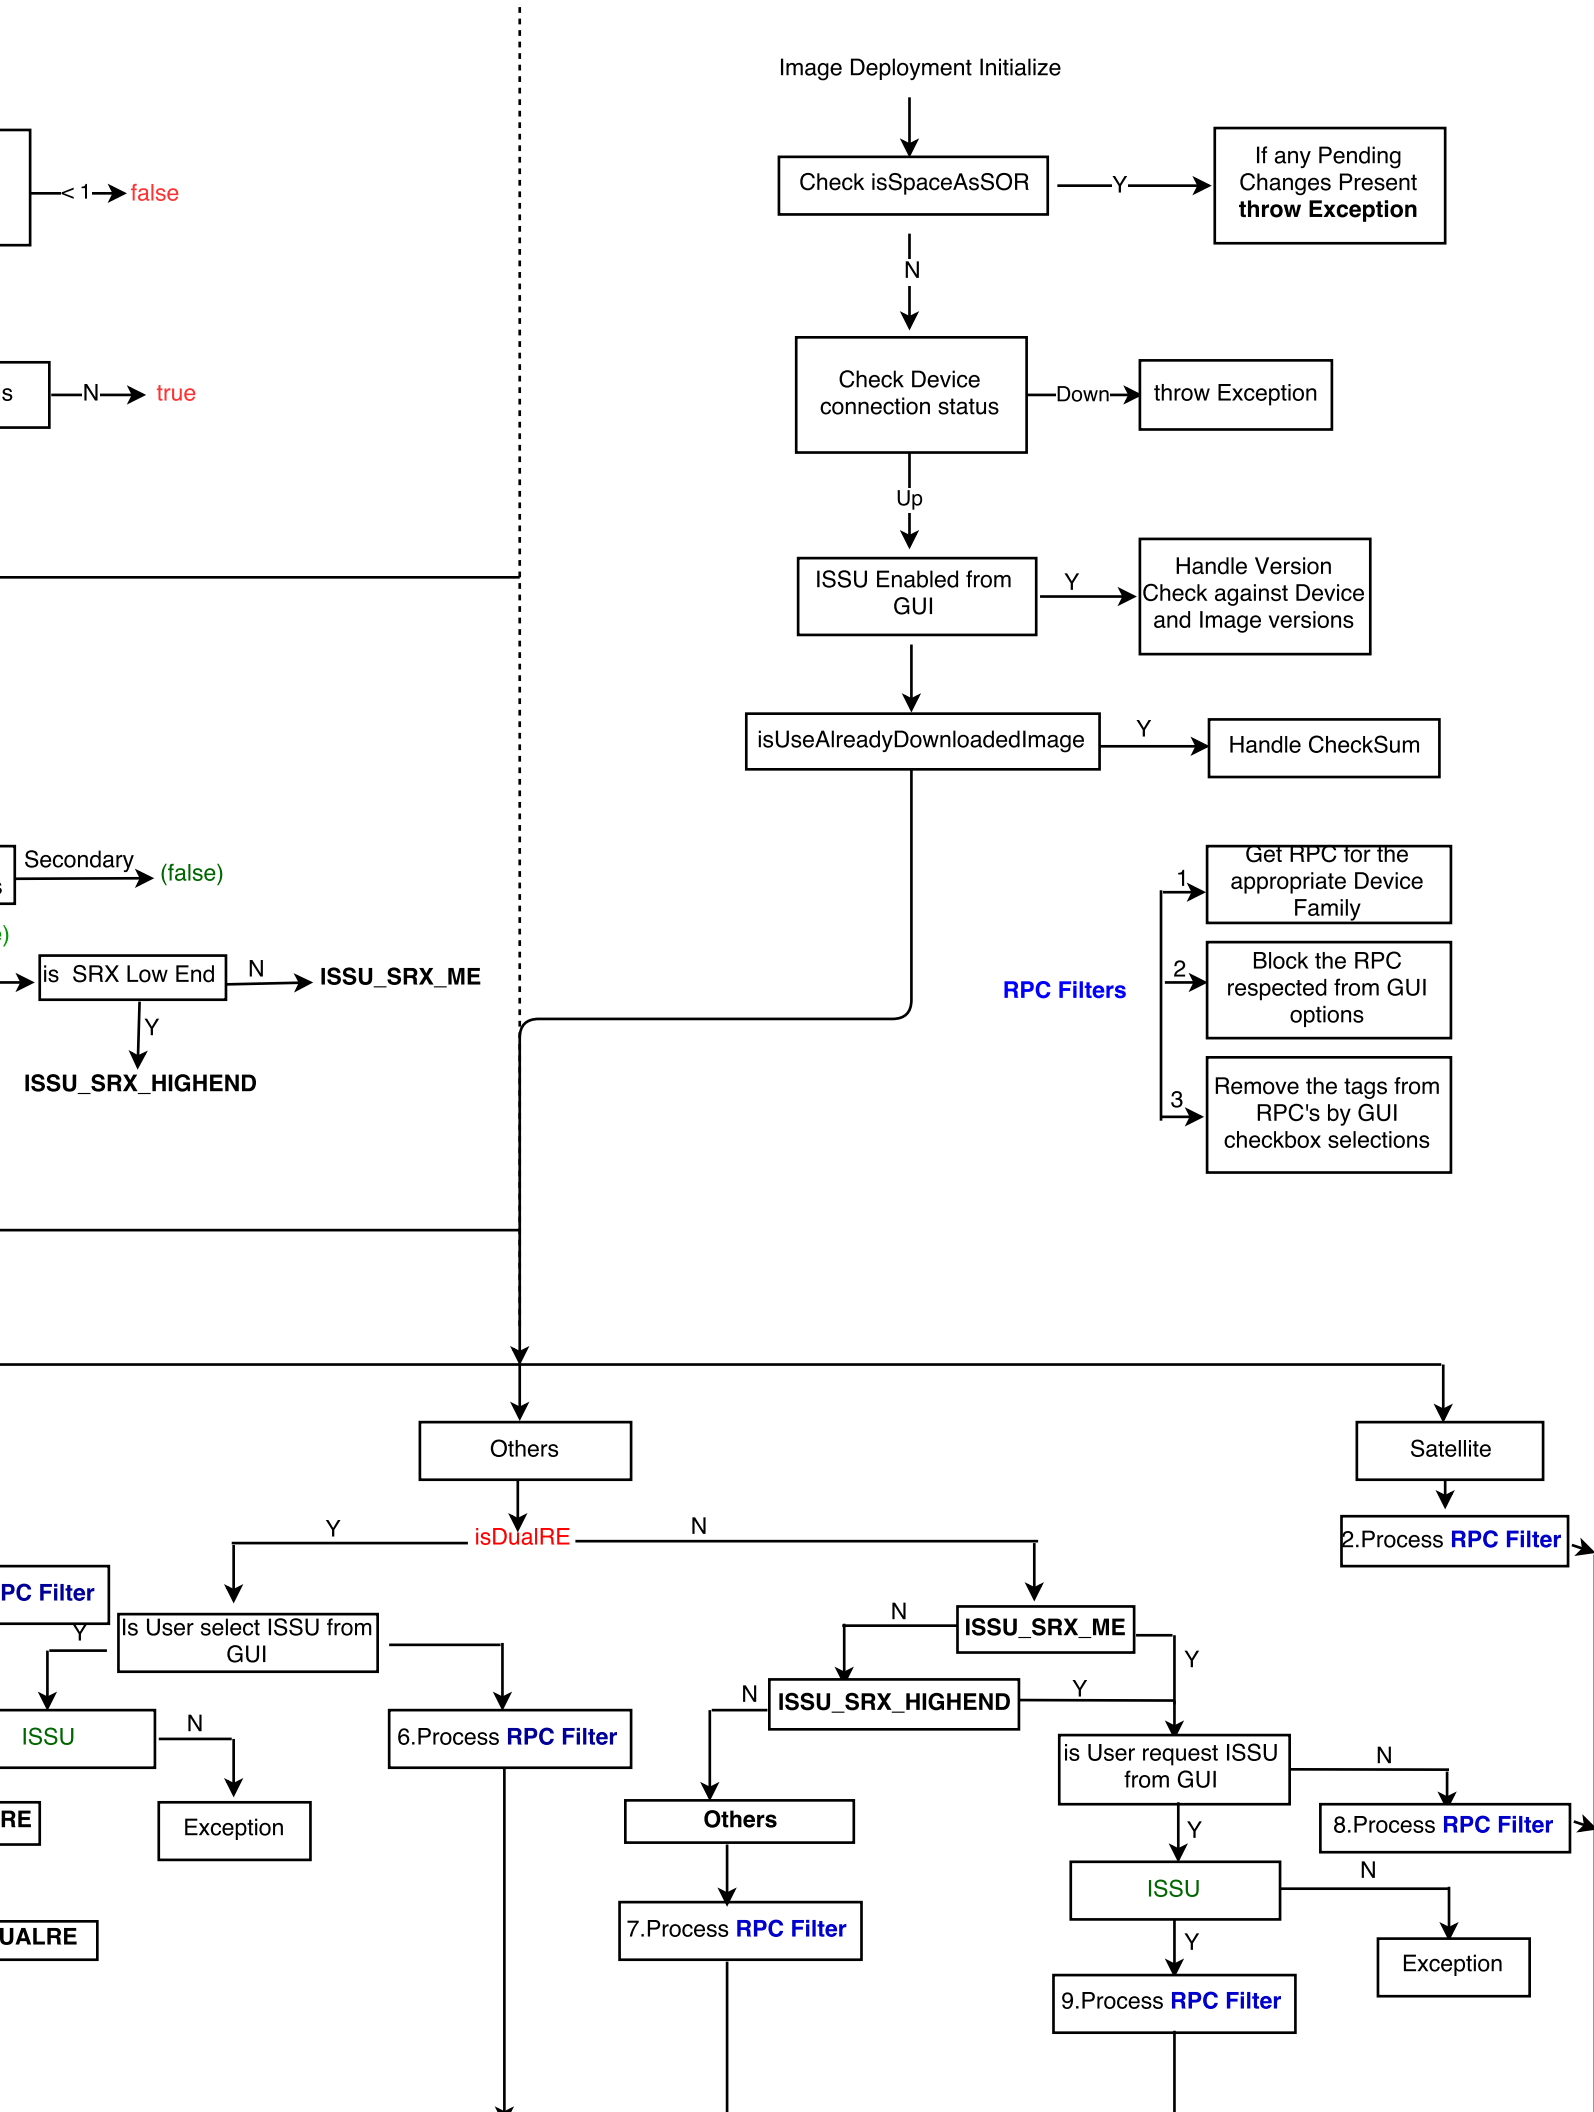 Image Deployment Initialize
Check isSpaceAsSOR
Y
If any Pending
Changes Present
throw Exception
< 1
false
N
Check Device
connection status
Down
throw Exception
s
N
true
Up
ISSU Enabled from
GUI
Y
Handle Version
Check against Device
and Image versions
isUseAlreadyDownloadedImage
Y
Handle CheckSum
Secondary
(false)
s
e)
is  SRX Low End
N
ISSU_SRX_ME
Y
ISSU_SRX_HIGHEND
RPC Filters
1
Get RPC for the
appropriate Device
Family
2
Block the RPC
respected from GUI
options
3
Remove the tags from
RPC's by GUI
checkbox selections
Others
Satellite
isDualRE
Y
N
2.Process RPC Filter
PC Filter
Y
Is User select ISSU from
GUI
N
ISSU_SRX_ME
Y
N
ISSU_SRX_HIGHEND
Y
ISSU
N
6.Process RPC Filter
is User request ISSU
from GUI
N
RE
Exception
Others
Y
8.Process RPC Filter
ISSU
N
UALRE
7.Process RPC Filter
Y
Exception
9.Process RPC Filter